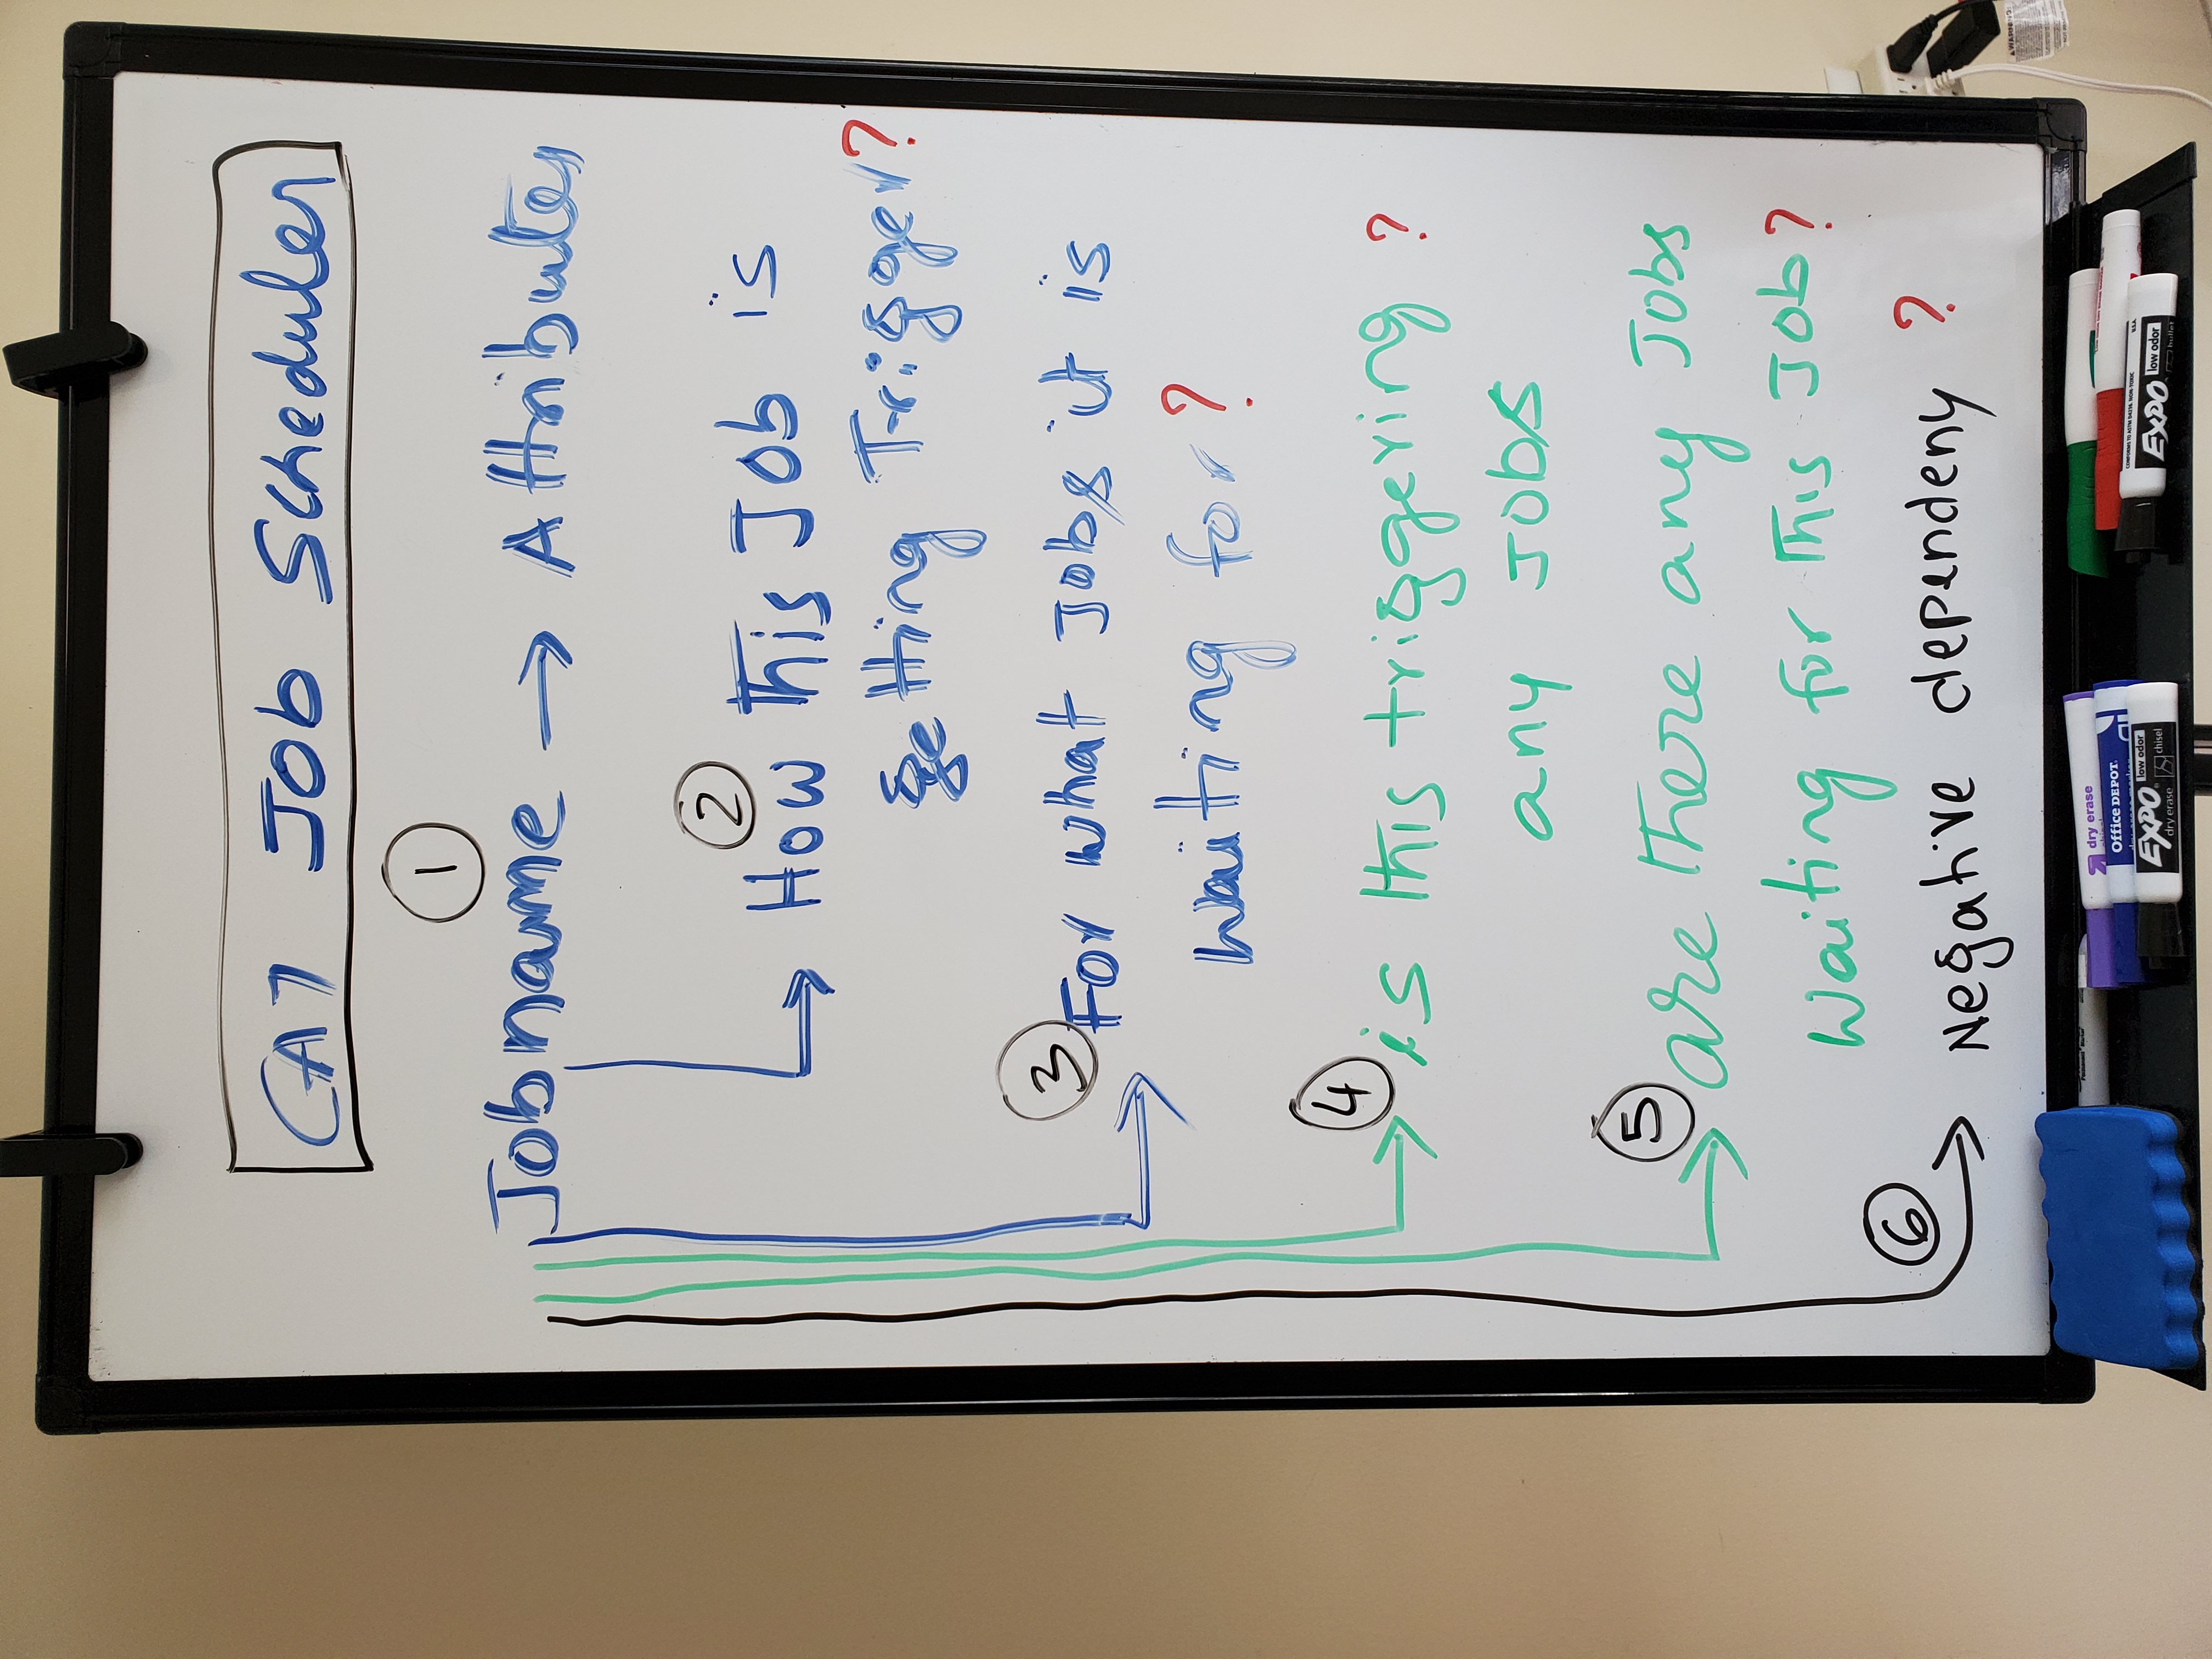 CA7 Job Scheduler
1
Jobname → Attributes
2
How this Job is
getting Trigger?
3
For what Jobs it is
waiting for?
4
is this triggering ?
any Jobs
5
are there any Jobs
waiting for this Job?
6
Negative dependeny ?
dry erase
Office DEPOT
EXPO low odor
chisel
dry erase
CONFORMS TO ASTM D4236. NON-TOXIC U.S.A.
EXPO low odor
bullet